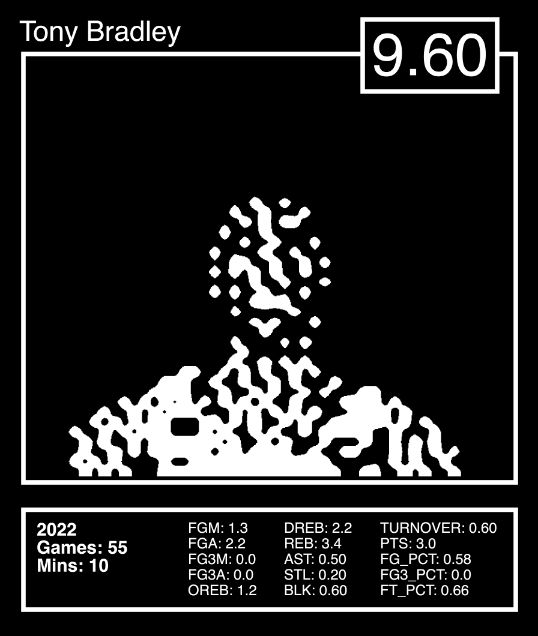 Tony Bradley
9.60
2022
Games: 55
Mins: 10
FGM: 1.3
FGA: 2.2
FG3M: 0.0
FG3A: 0.0
OREB: 1.2
DREB: 2.2
REB: 3.4
AST: 0.50
STL: 0.20
BLK: 0.60
TURNOVER: 0.60
PTS: 3.0
FG_PCT: 0.58
FG3_PCT: 0.0
FT_PCT: 0.66